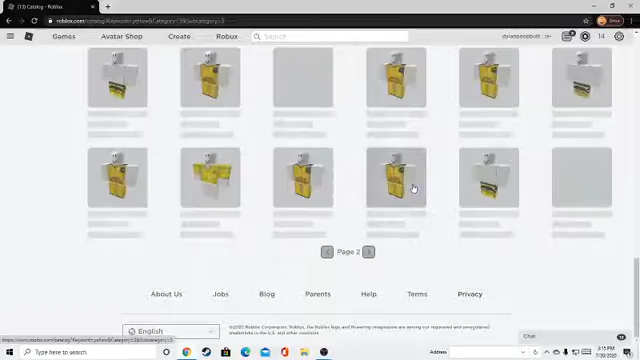 (13) Catalog - Roblox
roblox.com/catalog?Keyword=yellow&Category=3&Subcategory=3
Games Avatar Shop Create Robux Search 14
Page 2
About Us Jobs Blog Parents Help Terms Privacy
English
©2020 Roblox Corporation. Roblox, the Roblox logo and Powering Imagination are among our registered and unregistered trademarks in the U.S. and other countries.
Chat
https://www.roblox.com/catalog?Keyword=yellow&Category=3&Subcategory=3
Type here to search
Address
3:15 PM
7/30/2020